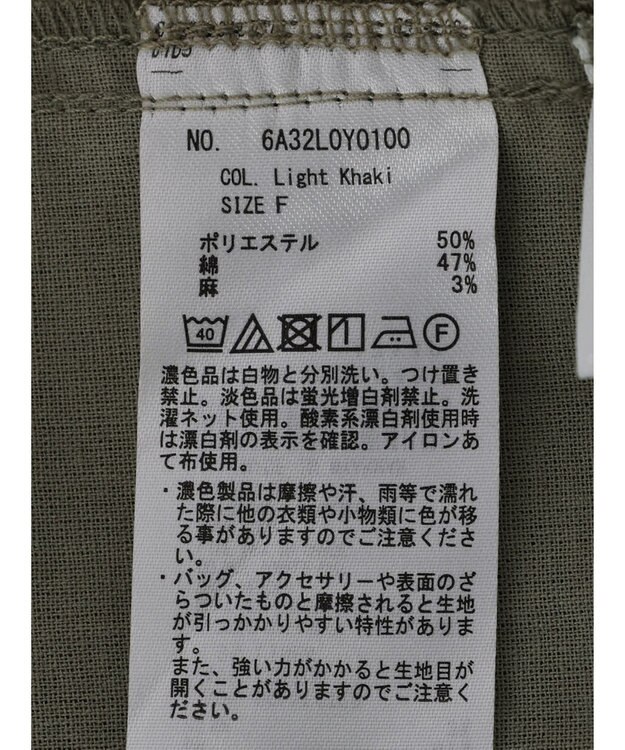 NO. 6A32L0Y0100
COL. Light Khaki
SIZE F
ポリエステル 50%
綿 47%
麻 3%
40 F
濃色品は白物と分別洗い。つけ置き
禁止。淡色品は蛍光増白剤禁止。洗
濯ネット使用。酸素系漂白剤使用時
は漂白剤の表示を確認。アイロンあ
て布使用。
・濃色製品は摩擦や汗、雨等で濡れ
た際に他の衣類や小物類に色が移
る事がありますのでご注意くださ
い。
・バッグ、アクセサリーや表面のざ
らついたものと摩擦されると生地
が引っかかりやすい特性がありま
す。
また、強い力がかかると生地目が
開くことがありますのでご注意く
ださい。